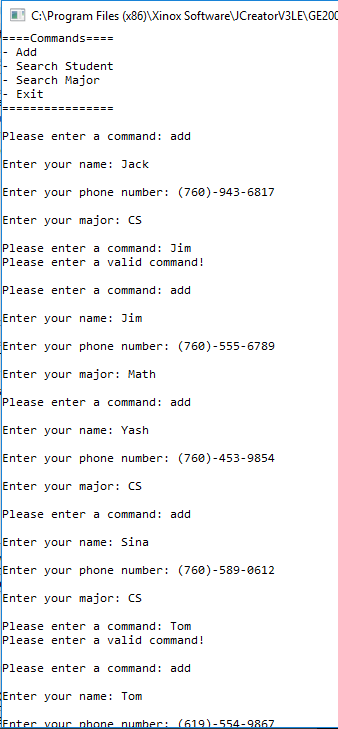 C:\Program Files (x86)\Xinox Software\JCreatorV3LE\GE200
====Commands====
- Add
- Search Student
- Search Major
- Exit
================
Please enter a command: add
Enter your name: Jack
Enter your phone number: (760)-943-6817
Enter your major: CS
Please enter a command: Jim
Please enter a valid command!
Please enter a command: add
Enter your name: Jim
Enter your phone number: (760)-555-6789
Enter your major: Math
Please enter a command: add
Enter your name: Yash
Enter your phone number: (760)-453-9854
Enter your major: CS
Please enter a command: add
Enter your name: Sina
Enter your phone number: (760)-589-0612
Enter your major: CS
Please enter a command: Tom
Please enter a valid command!
Please enter a command: add
Enter your name: Tom
Enter your phone number: (619)-554-9867